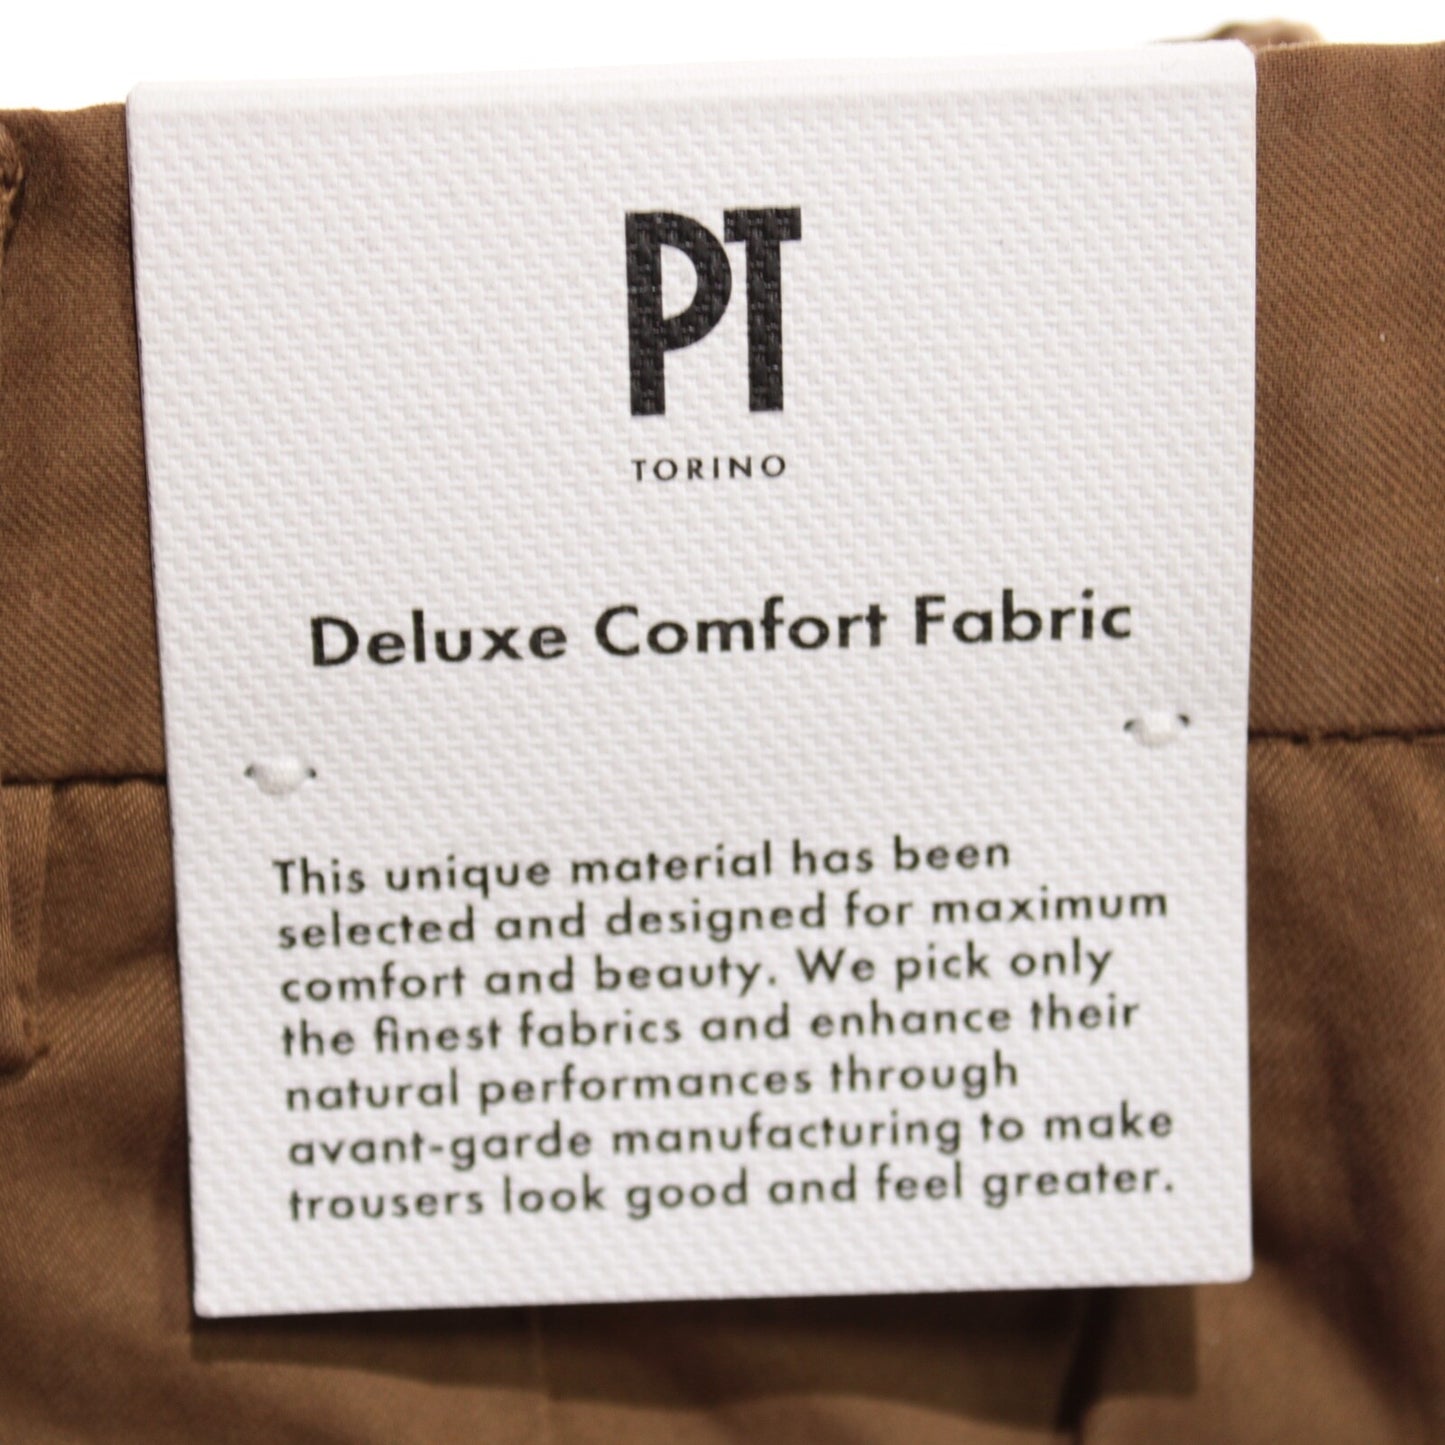 PT
TORINO
Deluxe Comfort Fabric
This unique material has been
selected and designed for maximum
comfort and beauty. We pick only
the finest fabrics and enhance their
natural performances through
avant-garde manufacturing to make
trousers look good and feel greater.